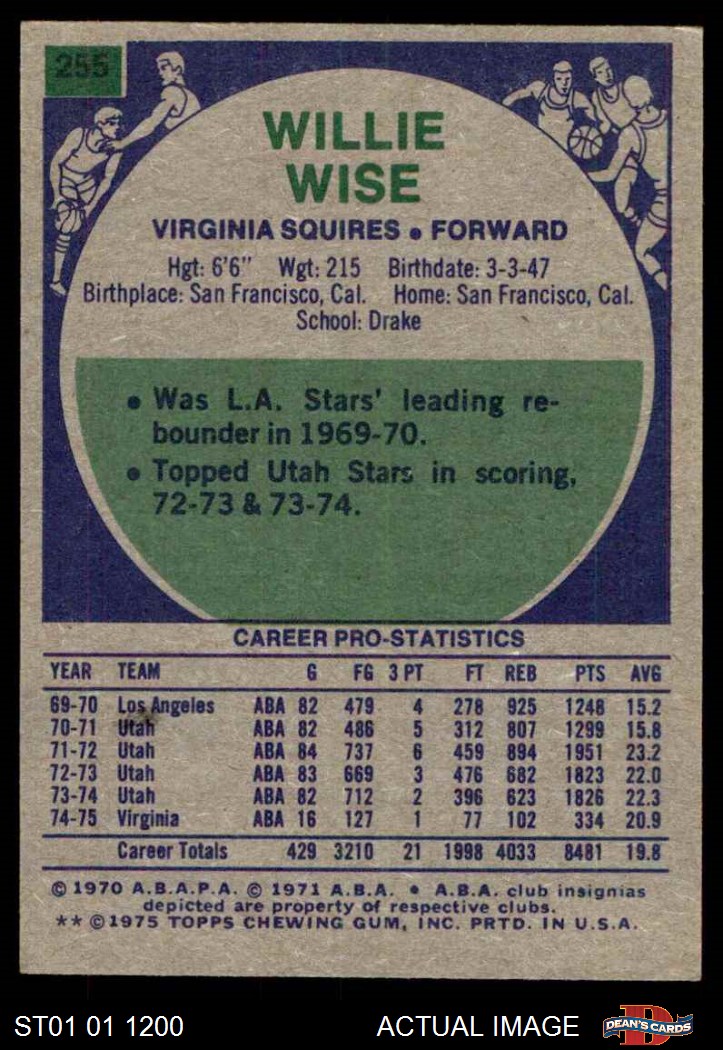 255
WILLIE
WISE
VIRGINIA SQUIRES • FORWARD
Hgt: 6'6" Wgt: 215 Birthdate: 3-3-47
Birthplace: San Francisco, Cal. Home: San Francisco, Cal.
School: Drake
• Was L.A. Stars' leading re-
bounder in 1969-70.
• Topped Utah Stars in scoring,
72-73 & 73-74.
CAREER PRO-STATISTICS
YEAR TEAM G FG 3 PT FT REB PTS AVG
69-70 Los Angeles ABA 82 479 4 278 925 1248 15.2
70-71 Utah ABA 82 486 5 312 807 1299 15.8
71-72 Utah ABA 84 737 6 459 894 1951 23.2
72-73 Utah ABA 83 669 3 476 682 1823 22.0
73-74 Utah ABA 82 712 2 396 623 1826 22.3
74-75 Virginia ABA 16 127 1 77 102 334 20.9
Career Totals 429 3210 21 1998 4033 8481 19.8
© 1970 A.B.A.P.A. © 1971 A.B.A. • A.B.A. club insignias
depicted are property of respective clubs.
** © 1975 TOPPS CHEWING GUM, INC. PRTD. IN U.S.A.
ST01 01 1200 ACTUAL IMAGE D DEAN'S CARDS